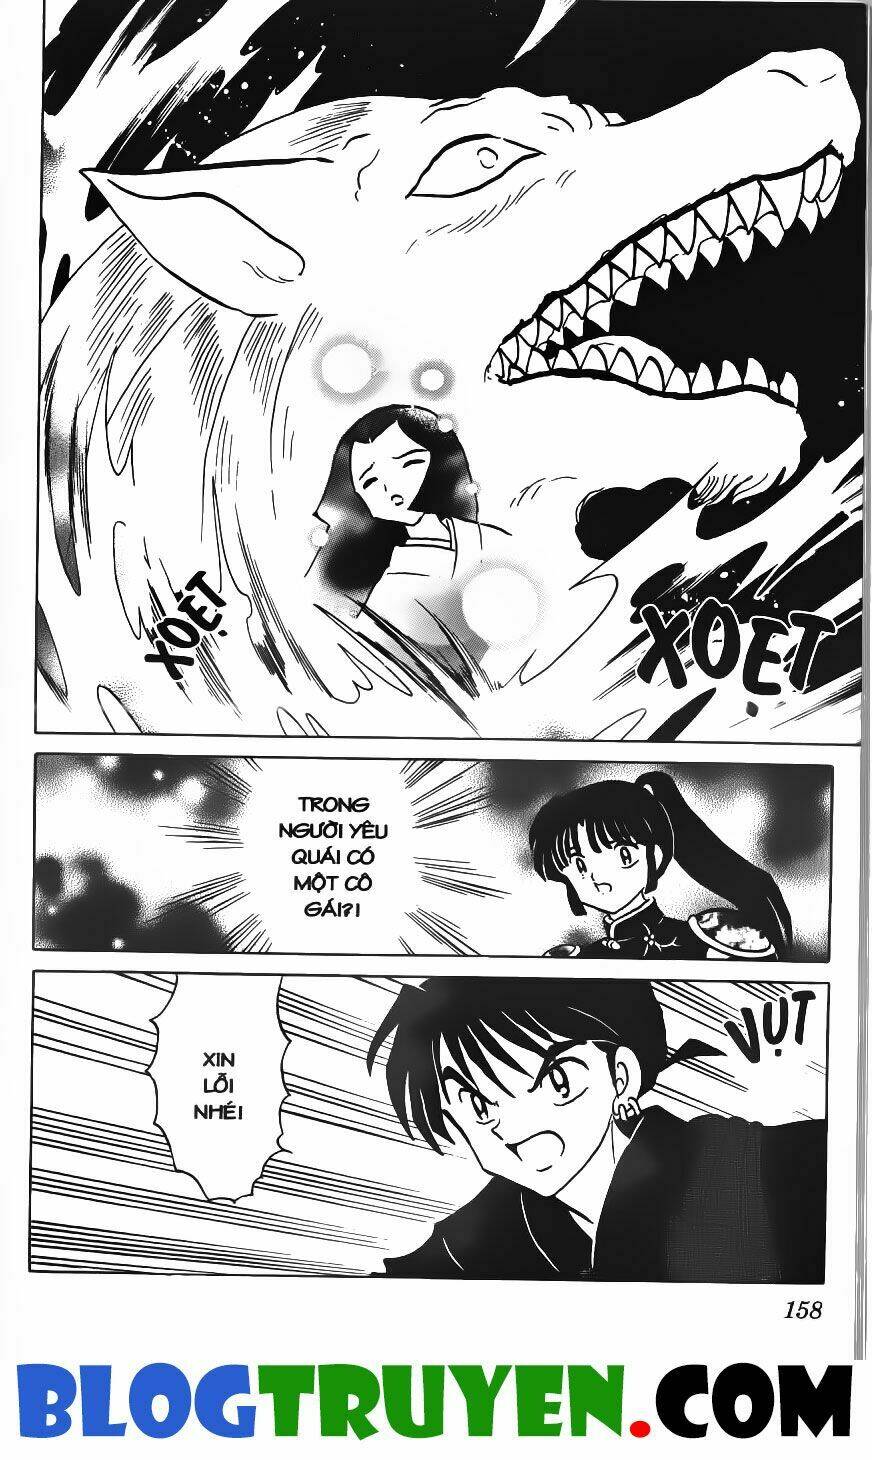 XOẸT
XOẸT
TRONG
NGƯỜI YÊU
QUÁI CÓ
MỘT CÔ
GÁI?!
XIN
LỖI
NHÉ!
VỤT
158
BLOGTRUYEN.COM